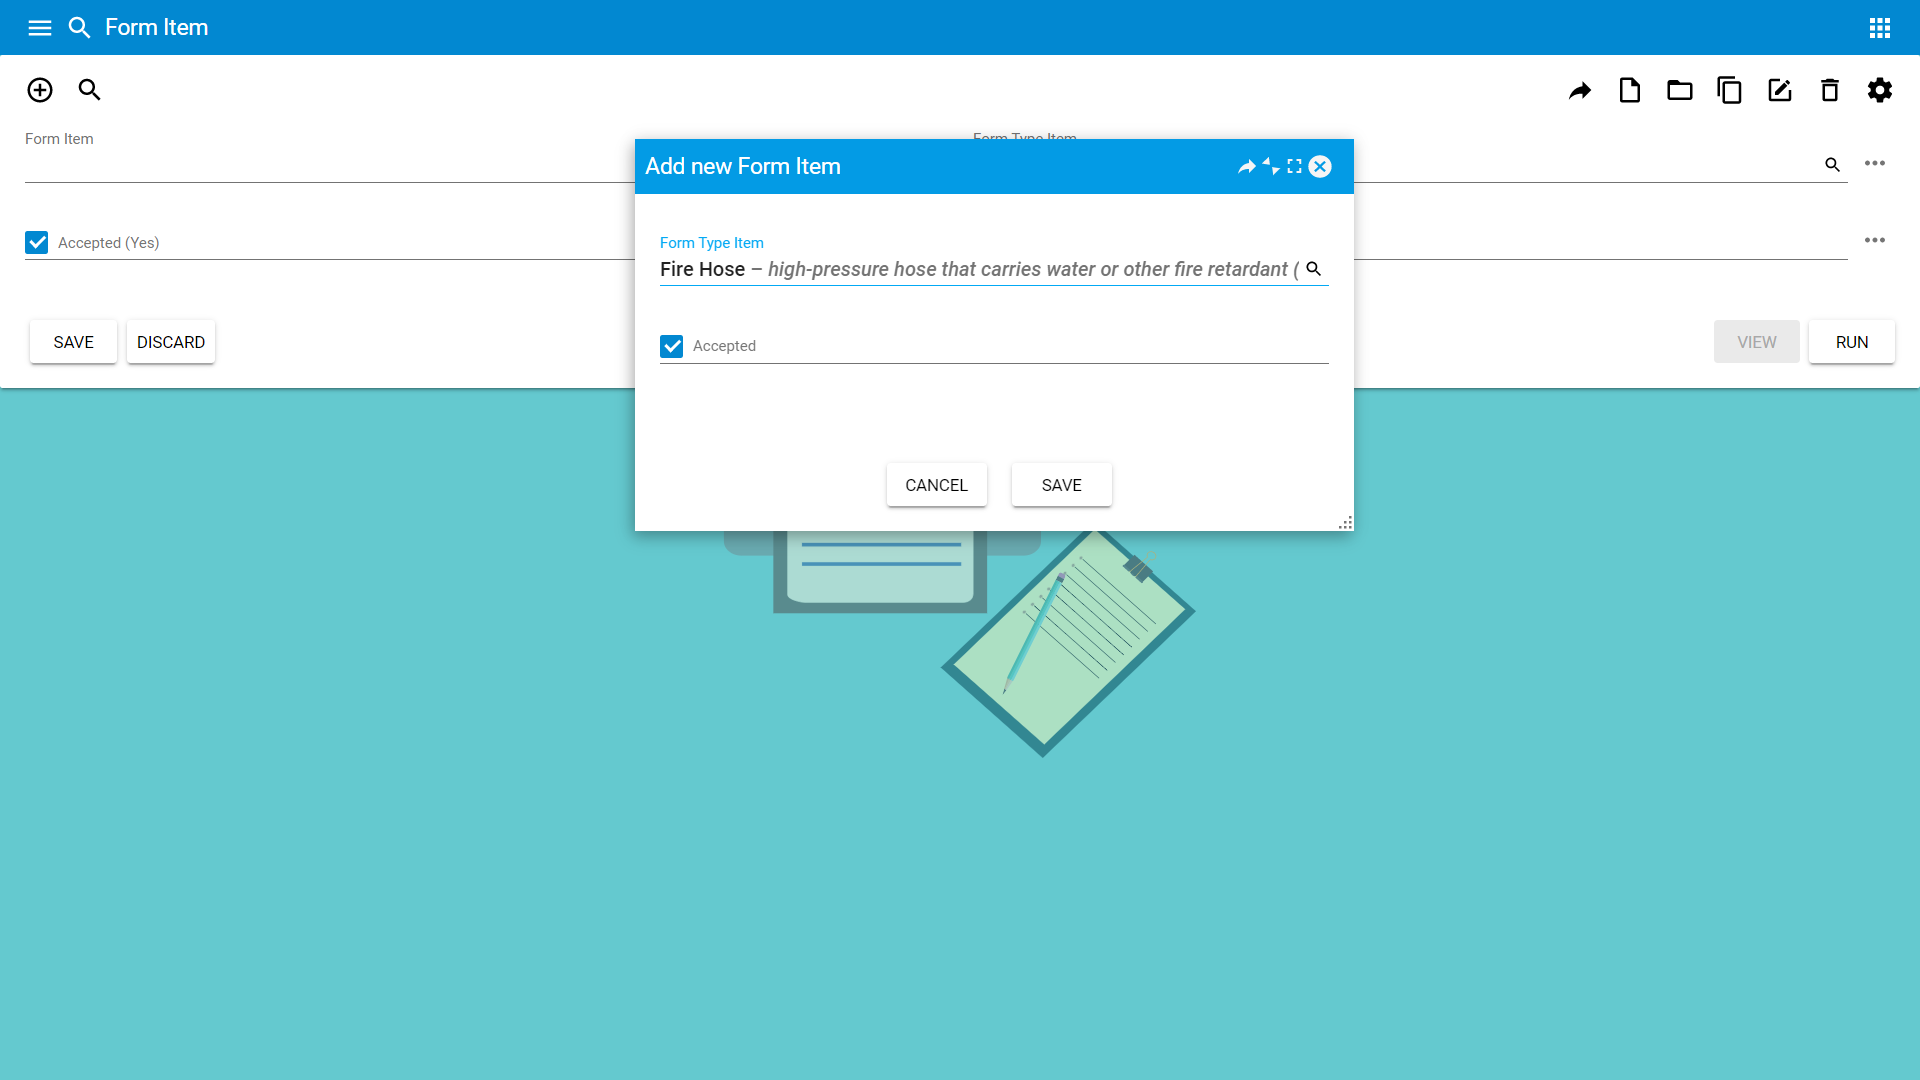 Form Item
Form Item
Form Type Item
Add new Form Item
Form Type Item
Fire Hose – high-pressure hose that carries water or other fire retardant (
Accepted (Yes)
Accepted
SAVE
DISCARD
VIEW
RUN
CANCEL
SAVE